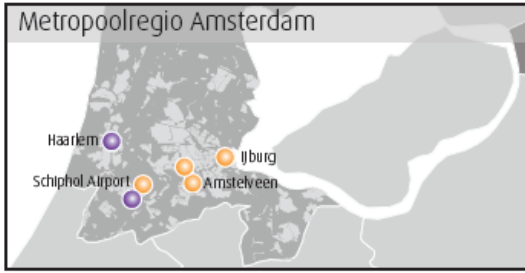 Metropoolregio Amsterdam
Haarlem
IJburg
Schiphol Airport
Amstelveen